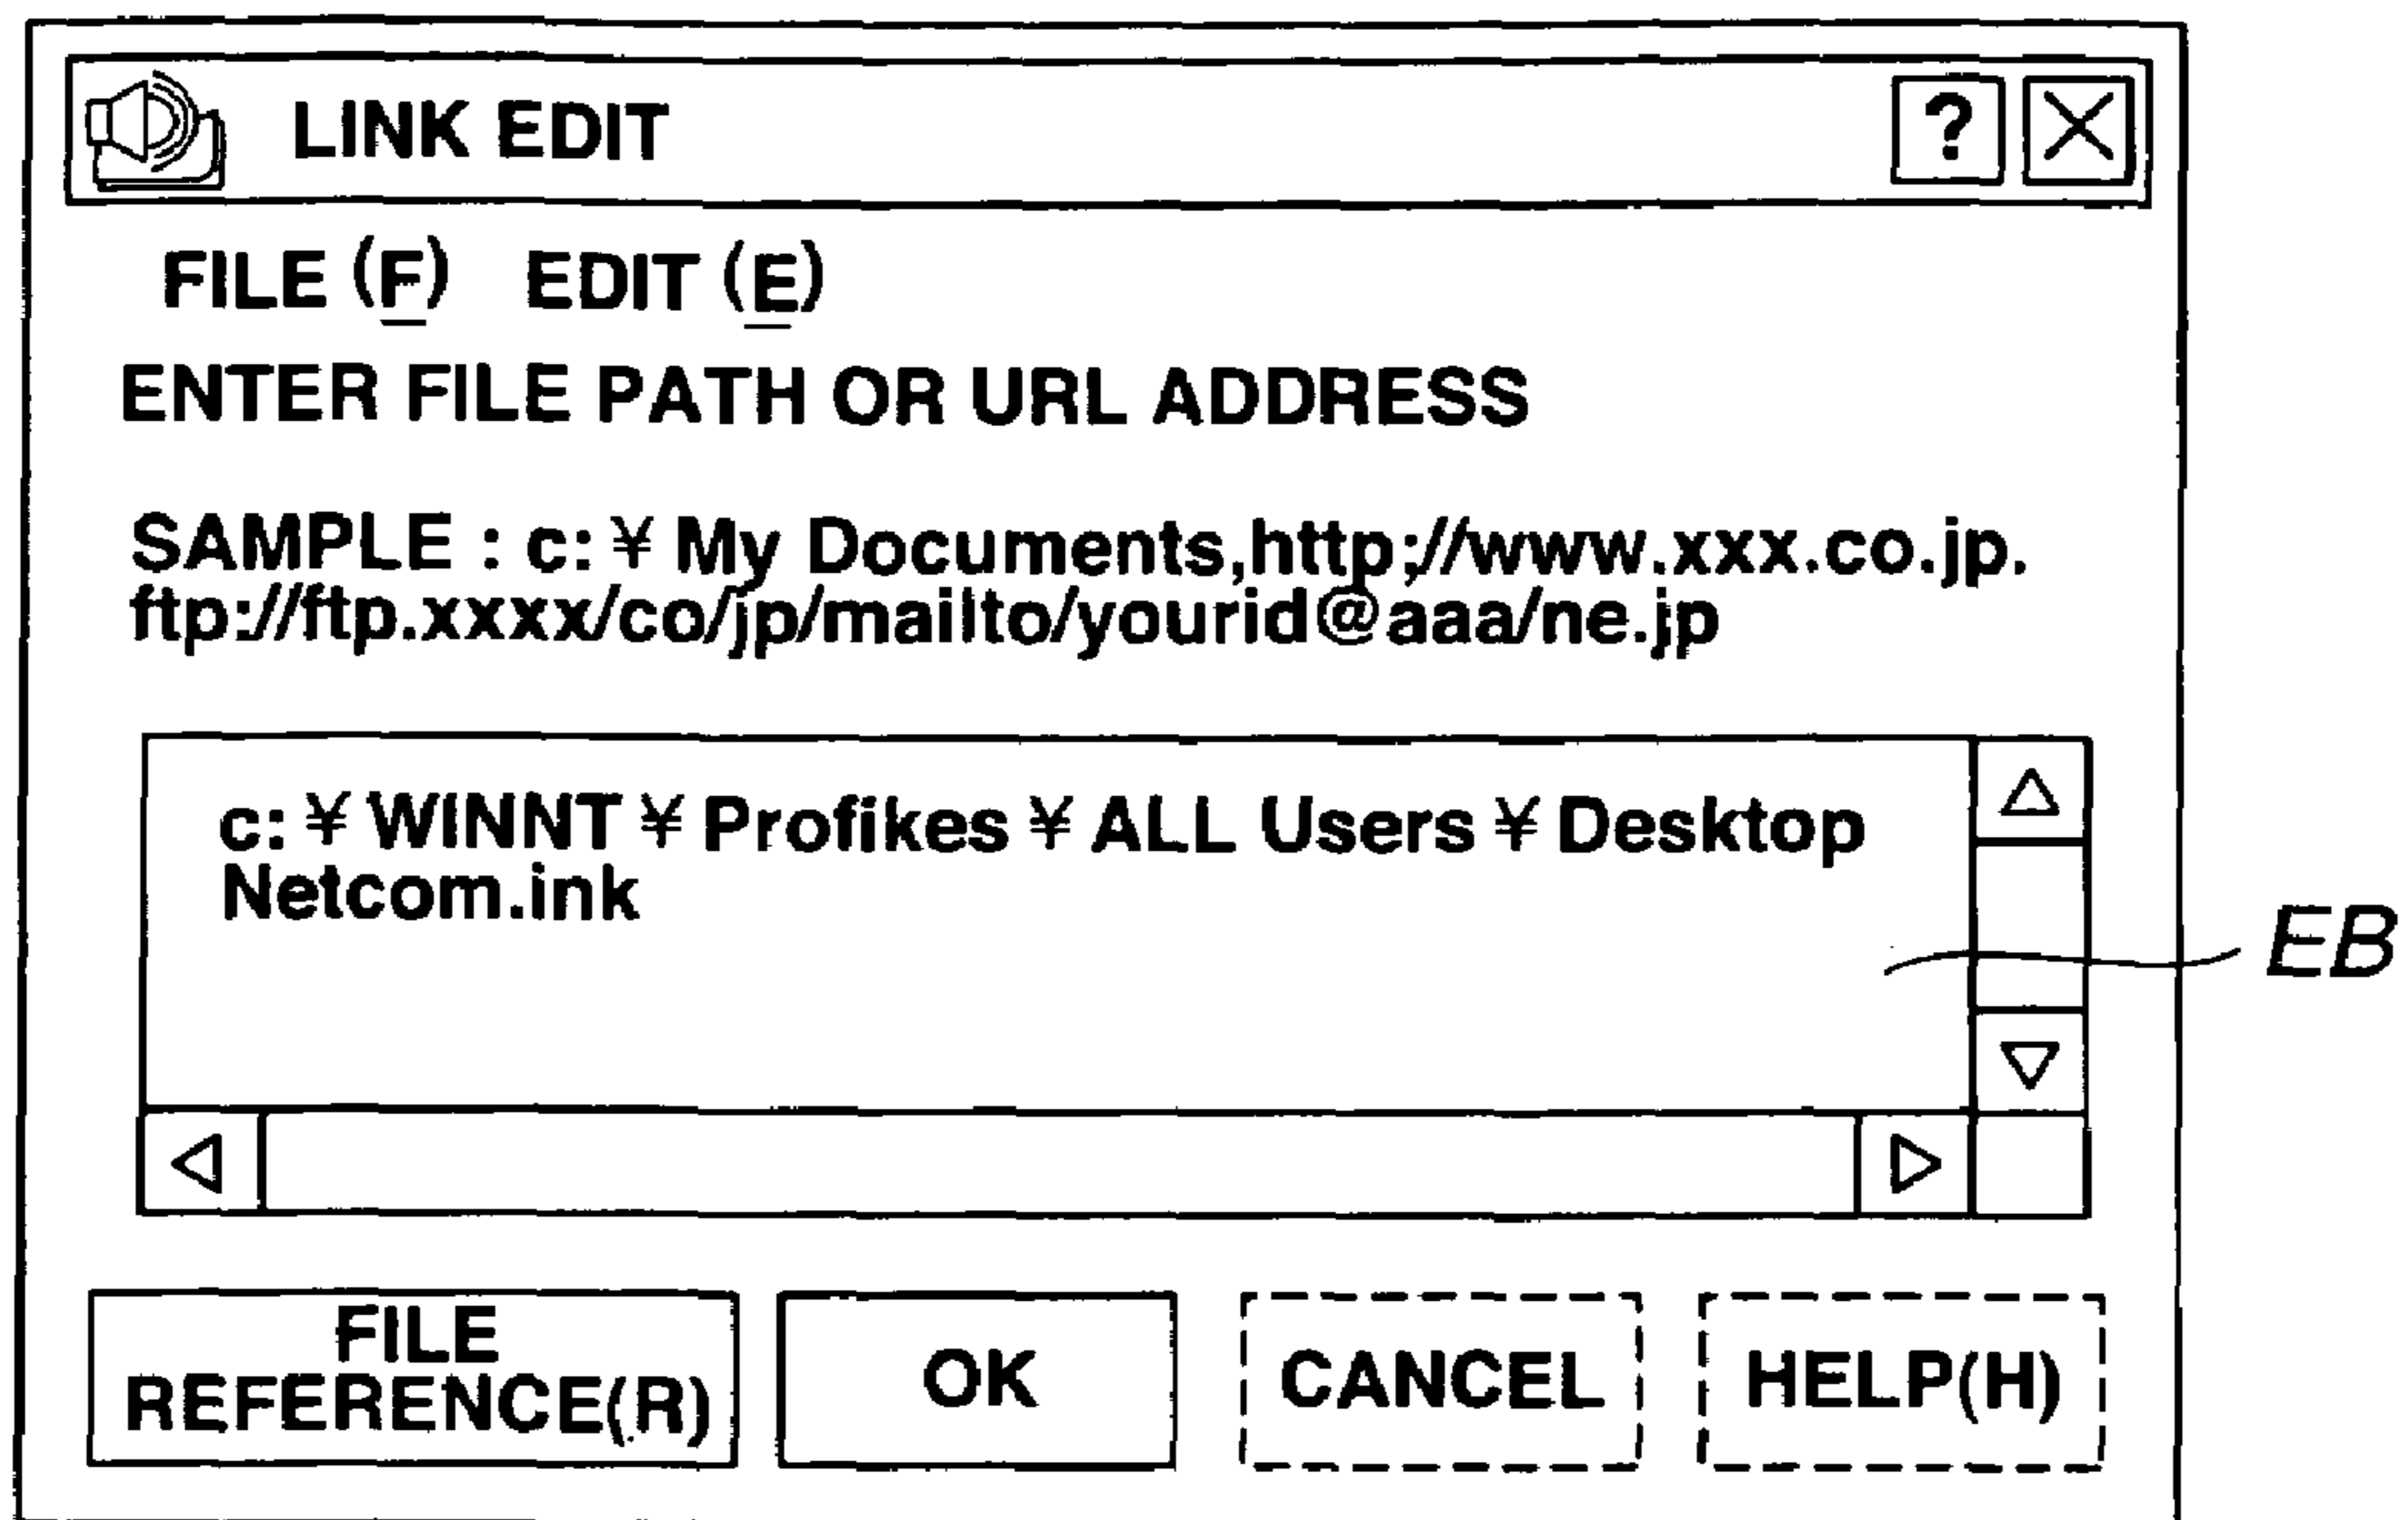 LINK EDIT
?
FILE (F) EDIT (E)
ENTER FILE PATH OR URL ADDRESS
SAMPLE : c: ¥ My Documents,http;//www.xxx.co.jp.
ftp://ftp.xxxx/co/jp/mailto/yourid@aaa/ne.jp
c: ¥ WINNT ¥ Profikes ¥ ALL Users ¥ Desktop
Netcom.ink
EB
FILE
REFERENCE(R)
OK
CANCEL
HELP(H)